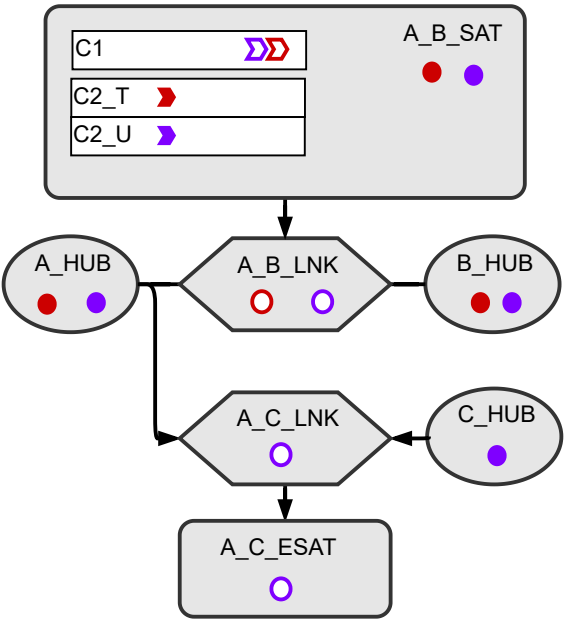 A_B_SAT
C1
C2_T
C2_U
A_HUB
A_B_LNK
B_HUB
A_C_LNK
C_HUB
A_C_ESAT